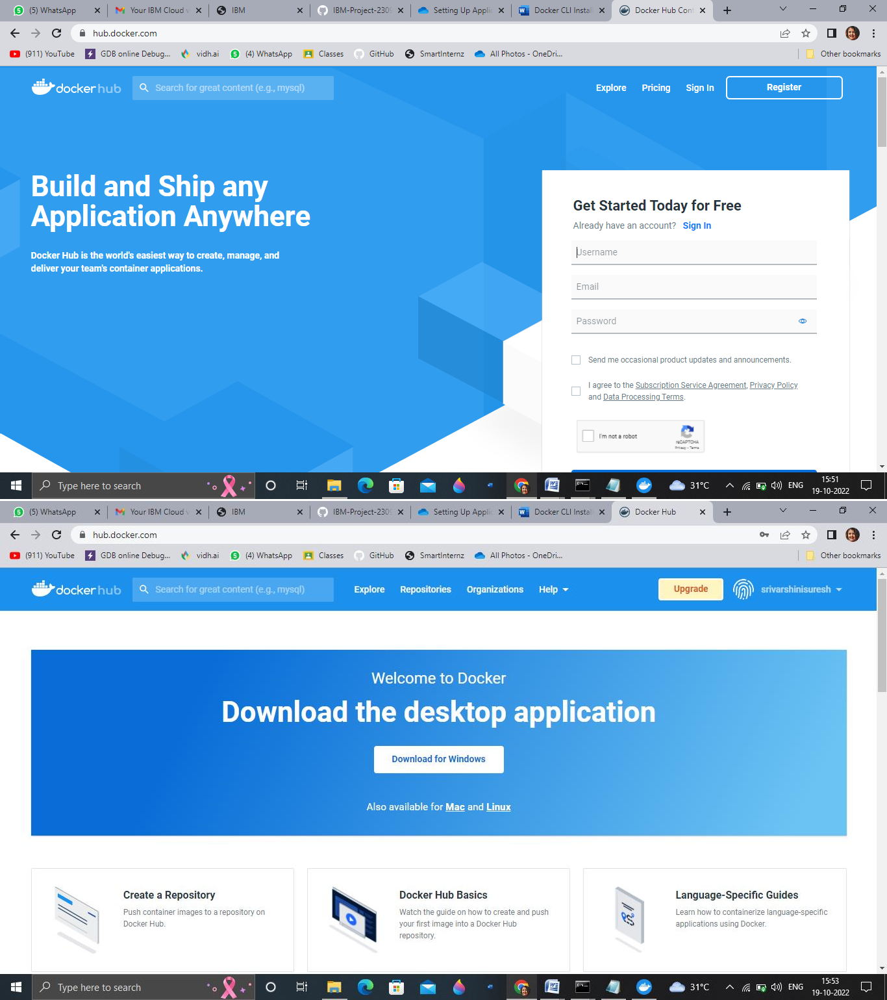 (5) WhatsApp
Your IBM Cloud
IBM
IBM-Project-2309
Setting Up Applic
Docker CLI Instal
Docker Hub Con
hub.docker.com
(911) YouTube
GDB online Debug...
vidh.ai
(4) WhatsApp
Classes
GitHub
SmartInternz
All Photos - OneDri...
Other bookmarks
docker hub
Search for great content (e.g., mysql)
Explore
Pricing
Sign In
Register
Build and Ship any
Application Anywhere
Docker Hub is the world's easiest way to create, manage, and
deliver your team's container applications.
Get Started Today for Free
Already have an account? Sign In
Username
Email
Password
Send me occasional product updates and announcements.
I agree to the Subscription Service Agreement, Privacy Policy
and Data Processing Terms.
I'm not a robot
reCAPTCHA
Privacy - Terms
Type here to search
31°C
ENG
15:51
19-10-2022
(5) WhatsApp
Your IBM Cloud
IBM
IBM-Project-2309
Setting Up Applic
Docker CLI Instal
Docker Hub
hub.docker.com
(911) YouTube
GDB online Debug...
vidh.ai
(4) WhatsApp
Classes
GitHub
SmartInternz
All Photos - OneDri...
Other bookmarks
docker hub
Search for great content (e.g., mysql)
Explore
Repositories
Organizations
Help
Upgrade
srivarshinisuresh
Welcome to Docker
Download the desktop application
Download for Windows
Also available for Mac and Linux
Create a Repository
Push container images to a repository on
Docker Hub.
Docker Hub Basics
Watch the guide on how to create and push
your first image into a Docker Hub
repository.
Language-Specific Guides
Learn how to containerize language-specific
applications using Docker.
Type here to search
31°C
ENG
15:53
19-10-2022